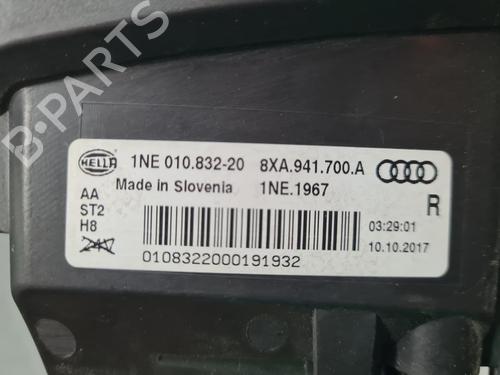 B-PARTS
HELLA 1NE 010.832-20 8XA.941.700.A
Made in Slovenia 1NE.1967
AA
ST2
H8
R
03:29:01
10.10.2017
0108322000191932